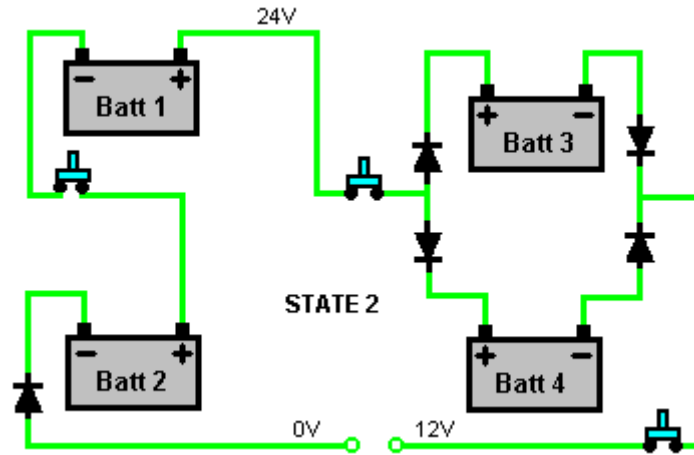 24V
− +
Batt 1
+ −
Batt 3
STATE 2
− +
Batt 2
+ −
Batt 4
0V
12V